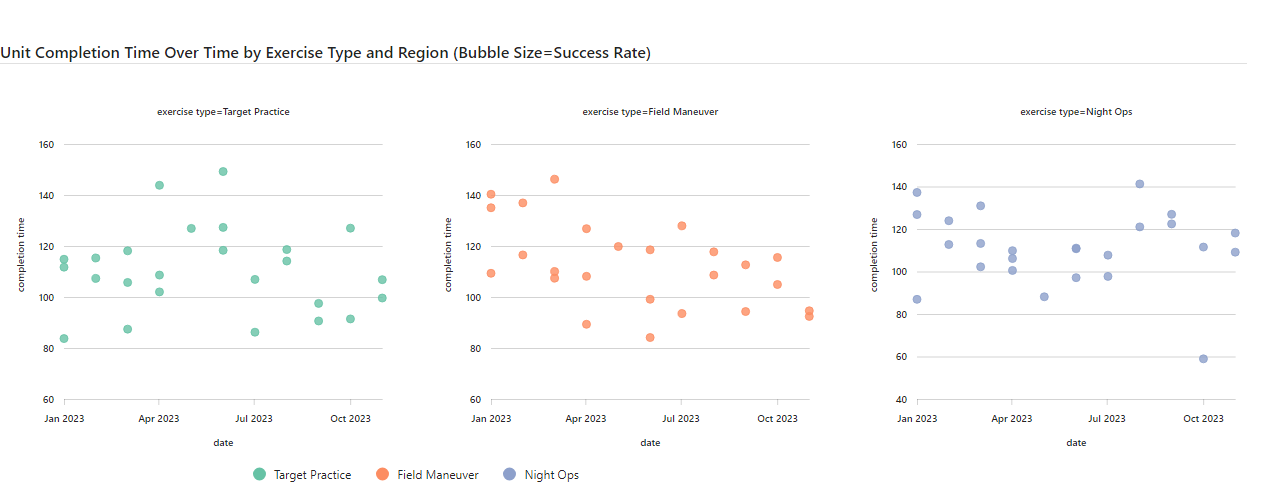 Unit Completion Time Over Time by Exercise Type and Region (Bubble Size=Success Rate)
exercise type=Target Practice
160
140
120
100
80
60
completion time
Jan 2023 Apr 2023 Jul 2023 Oct 2023
date
exercise type=Field Maneuver
160
140
120
100
80
60
completion time
Jan 2023 Apr 2023 Jul 2023 Oct 2023
date
exercise type=Night Ops
160
140
120
100
80
60
40
completion time
Jan 2023 Apr 2023 Jul 2023 Oct 2023
date
Target Practice Field Maneuver Night Ops